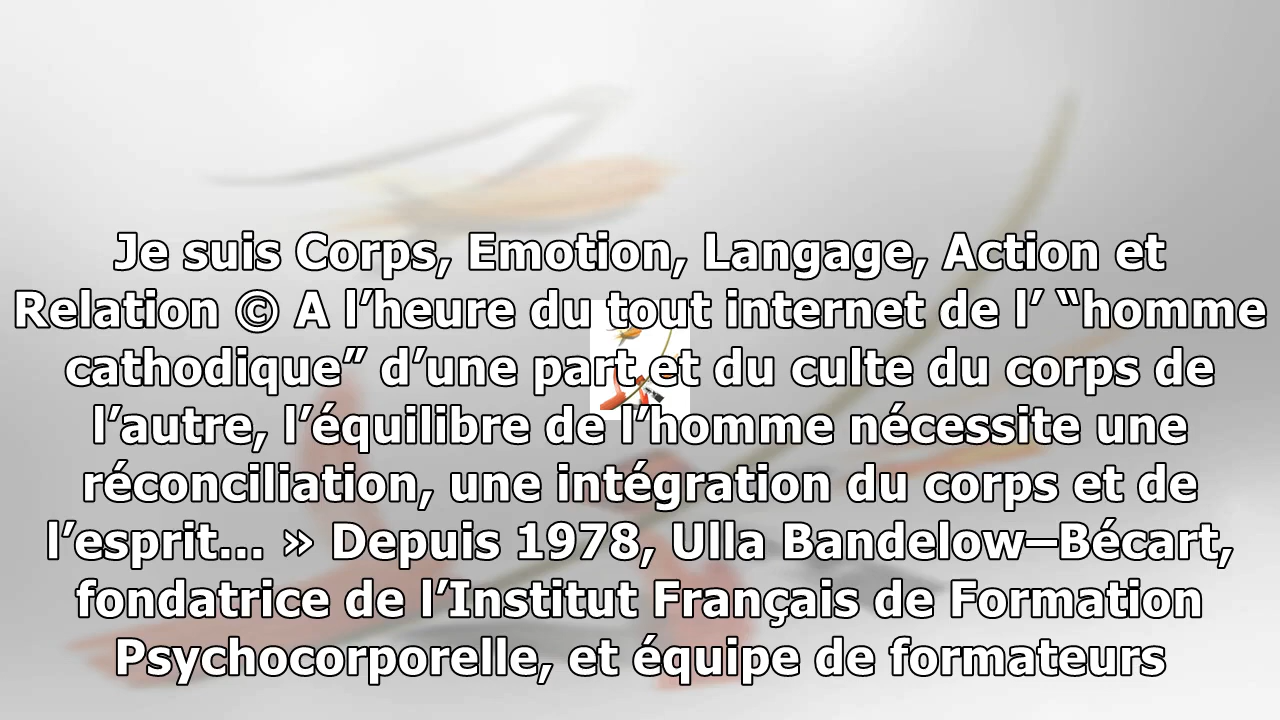 Je suis Corps, Emotion, Langage, Action et
Relation © A l’heure du tout internet de l’ “homme
cathodique” d’une part et du culte du corps de
l’autre, l’équilibre de l’homme nécessite une
réconciliation, une intégration du corps et de
l’esprit... » Depuis 1978, Ulla Bandelow–Bécart,
fondatrice de l’Institut Français de Formation
Psychocorporelle, et équipe de formateurs